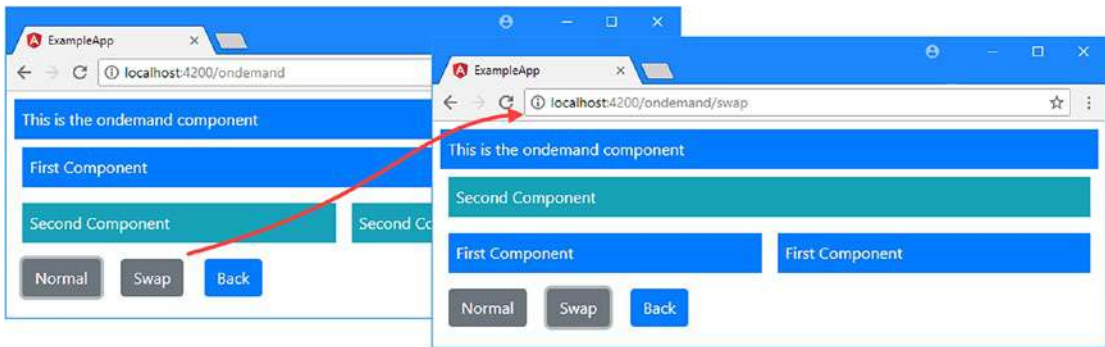 ExampleApp
localhost:4200/ondemand
This is the ondemand component
First Component
Second Component
Second Co
Normal
Swap
Back
ExampleApp
localhost:4200/ondemand/swap
This is the ondemand component
Second Component
First Component
First Component
Normal
Swap
Back